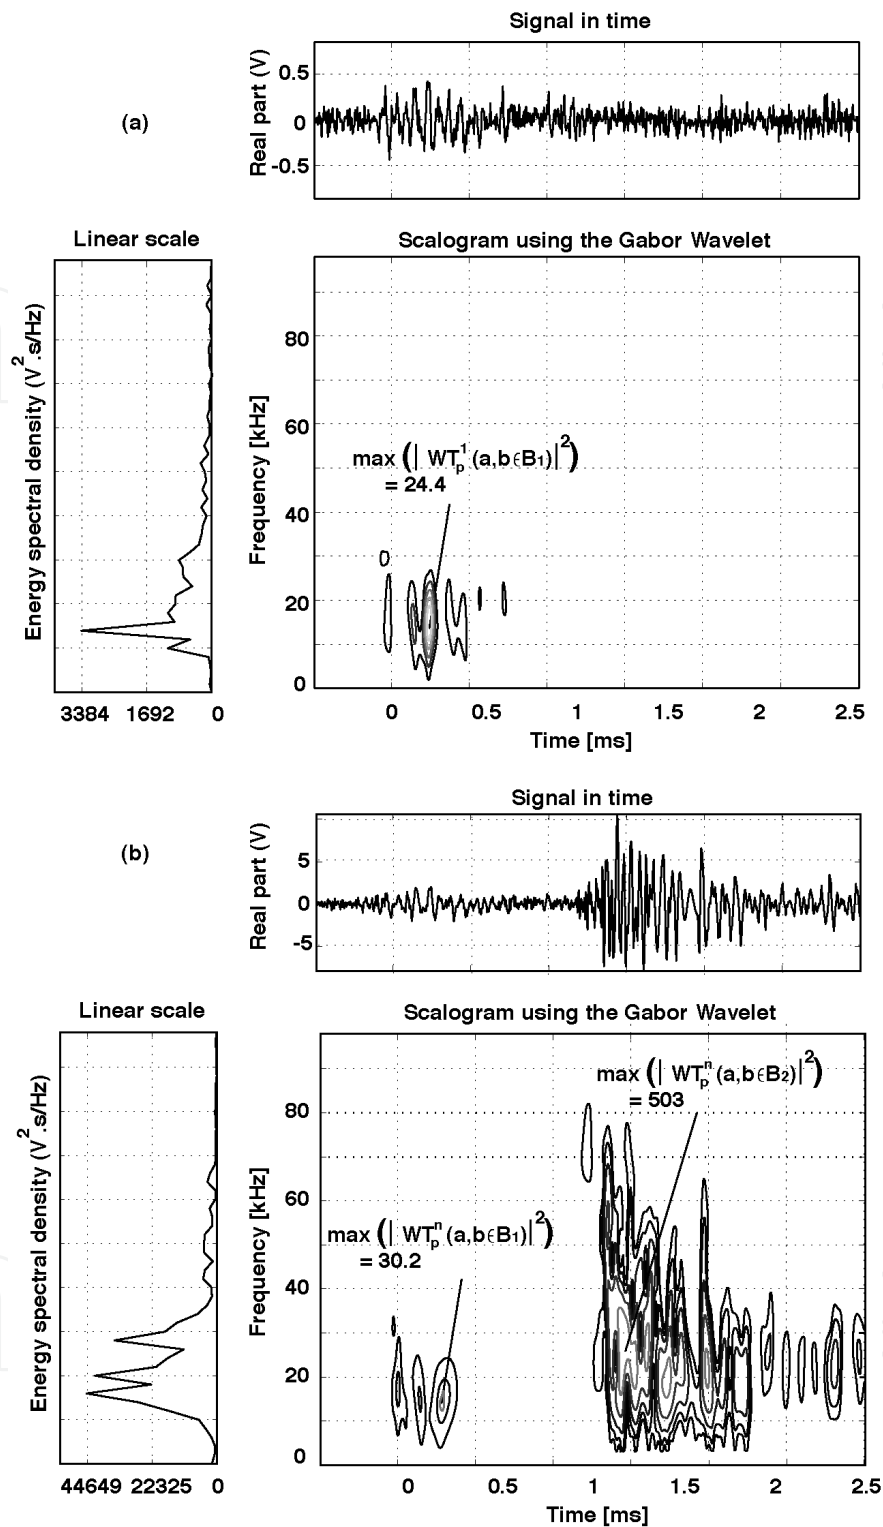 Signal in time
Real part (V)
0.5
0
-0.5
(a)
Linear scale
Energy spectral density (V².s/Hz)
3384 1692 0
Scalogram using the Gabor Wavelet
Frequency [kHz]
80
60
40
20
0
max (| WT_p^1 (a,b∈B₁)|²)
= 24.4
0 0.5 1 1.5 2 2.5
Time [ms]
Signal in time
Real part (V)
5
0
-5
(b)
Linear scale
Energy spectral density (V².s/Hz)
44649 22325 0
Scalogram using the Gabor Wavelet
Frequency [kHz]
80
60
40
20
0
max (| WT_p^n (a,b∈B₂)|²)
= 503
max (| WT_p^n (a,b∈B₁)|²)
= 30.2
0 0.5 1 1.5 2 2.5
Time [ms]